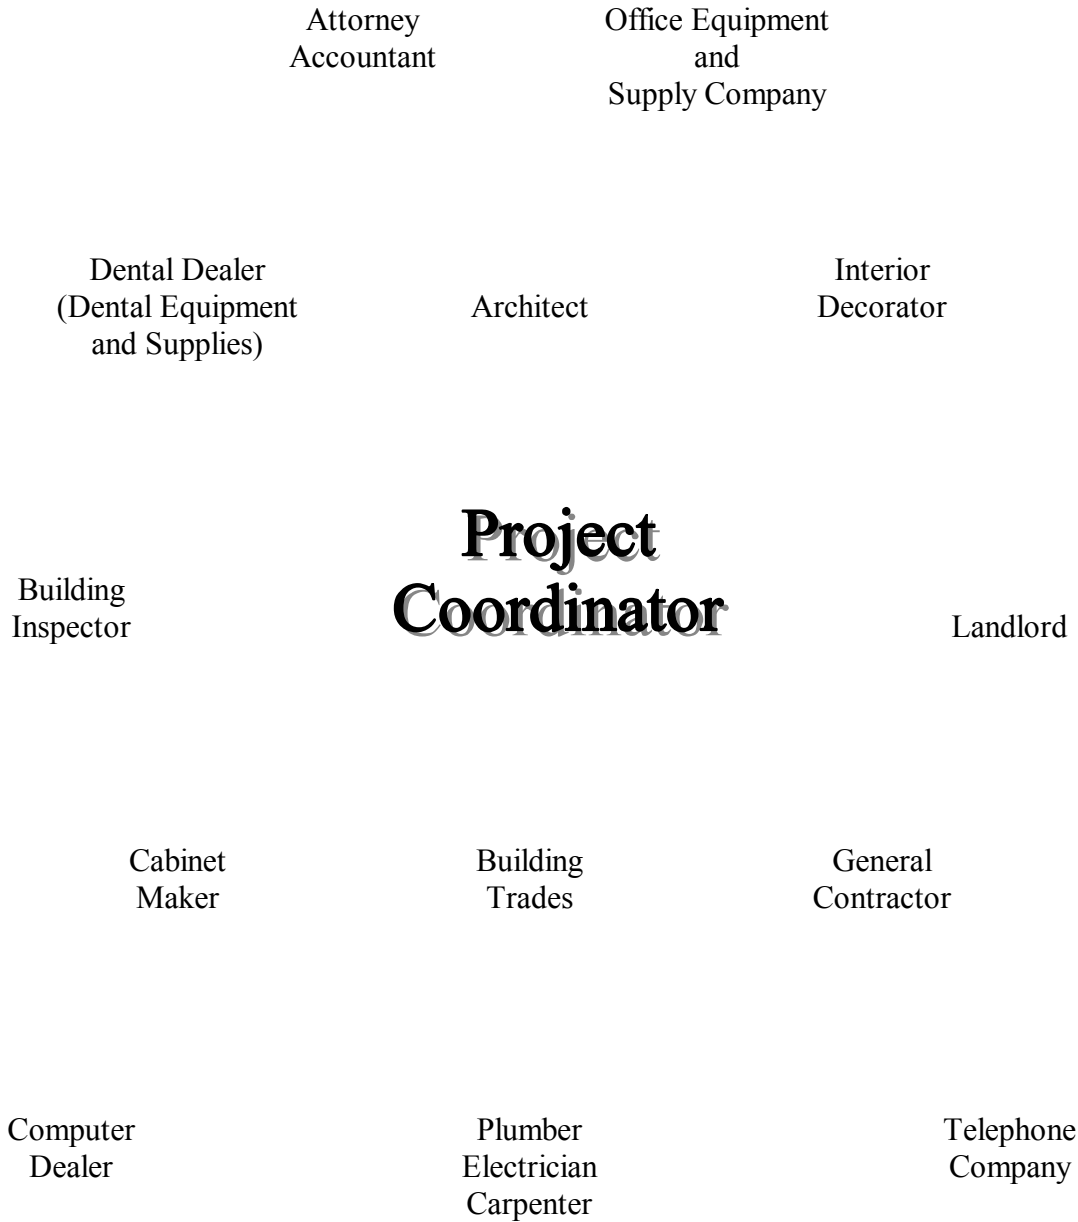 Attorney
Accountant
Office Equipment
and
Supply Company
Dental Dealer
(Dental Equipment
and Supplies)
Architect
Interior
Decorator
Project
Coordinator
Building
Inspector
Landlord
Cabinet
Maker
Building
Trades
General
Contractor
Computer
Dealer
Plumber
Electrician
Carpenter
Telephone
Company